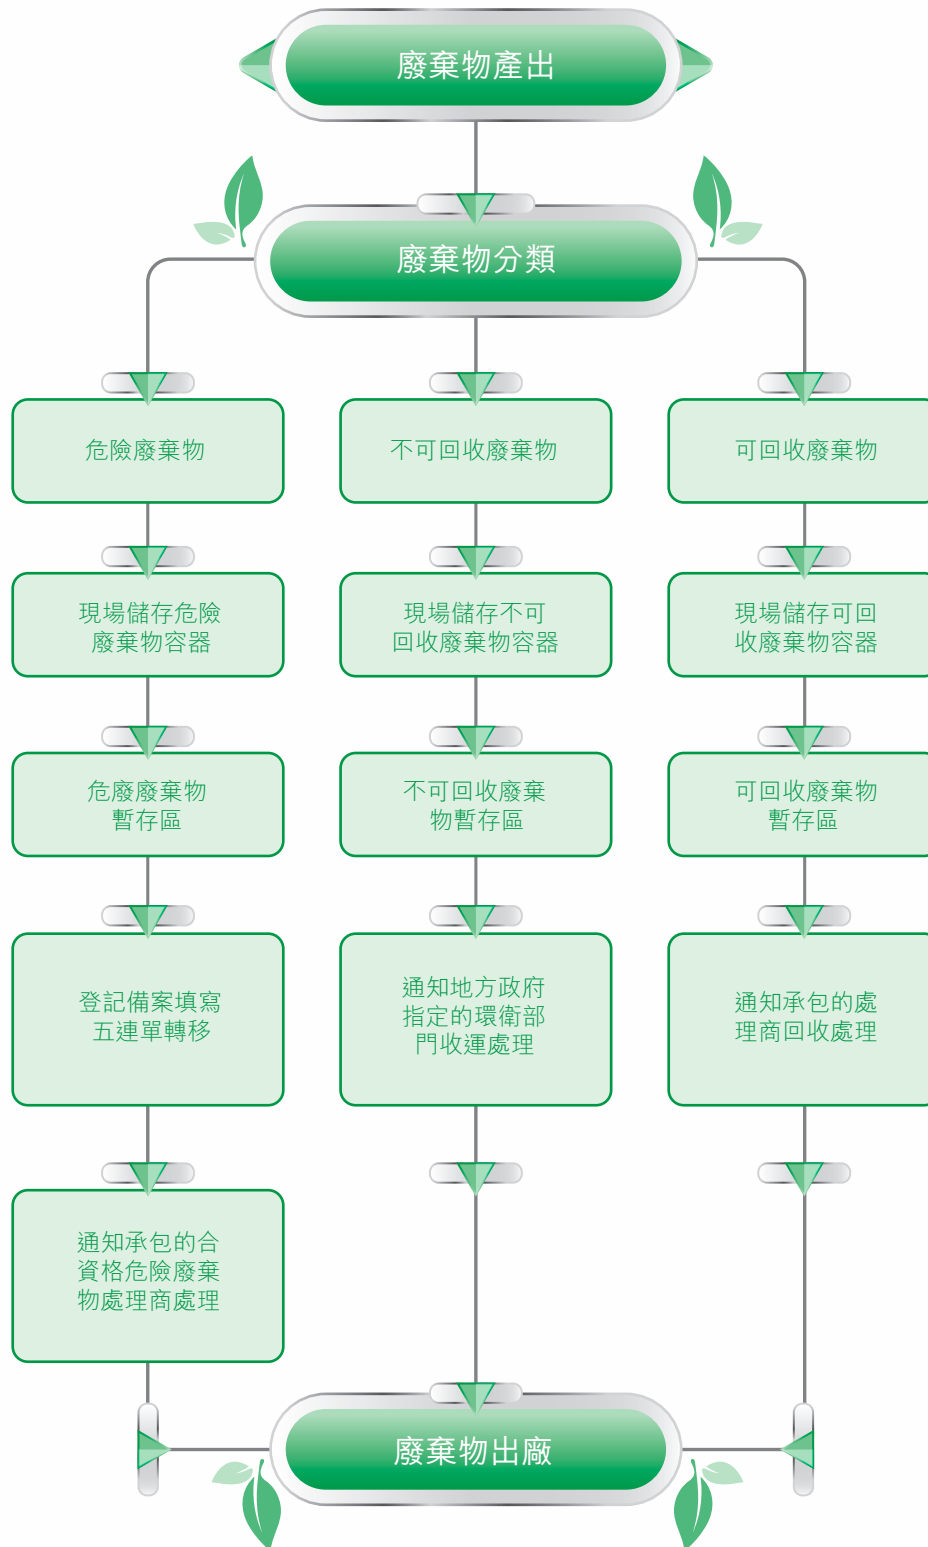 廢棄物產出
廢棄物分類
危險廢棄物
不可回收廢棄物
可回收廢棄物
現場儲存危險
廢棄物容器
現場儲存不可
回收廢棄物容器
現場儲存可回
收廢棄物容器
危廢廢棄物
暫存區
不可回收廢棄
物暫存區
可回收廢棄物
暫存區
登記備案填寫
五連單轉移
通知地方政府
指定的環衛部
門收運處理
通知承包的處
理商回收處理
通知承包的合
資格危險廢棄
物處理商處理
廢棄物出廠